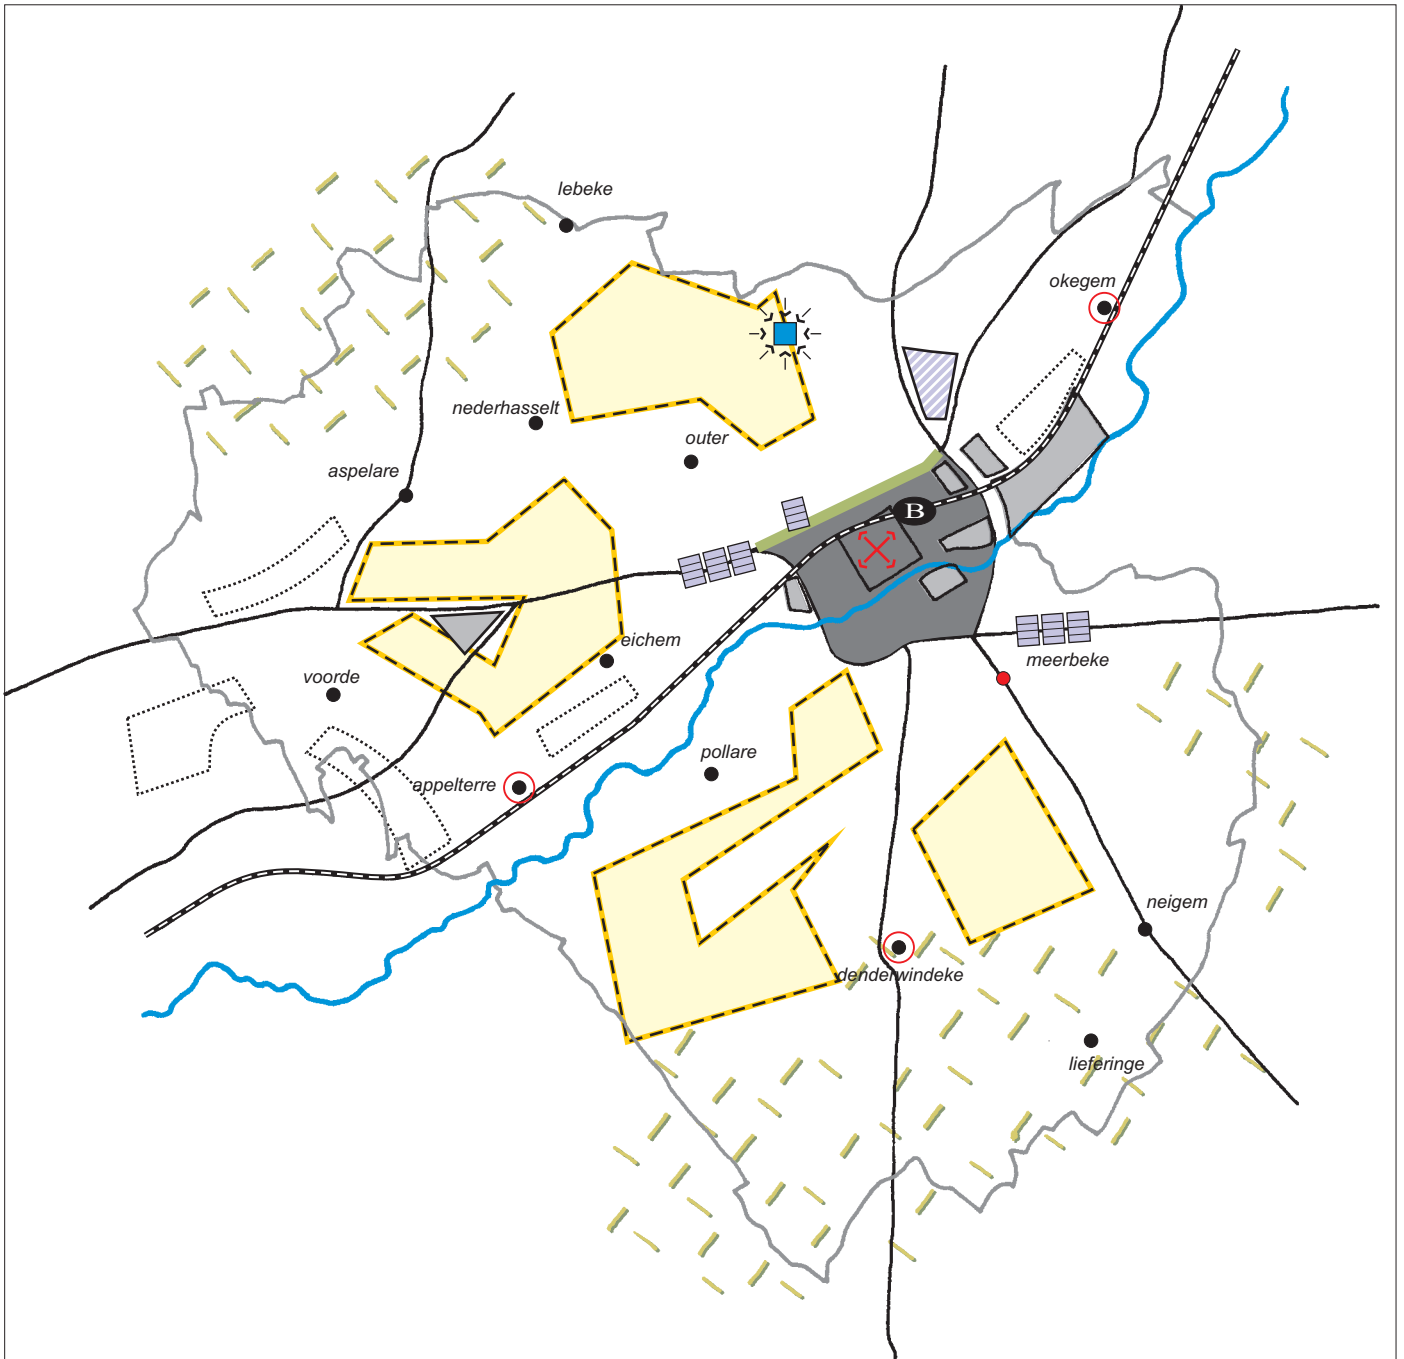 lebeke
okegem
nederhasselt
outer
aspelare
B
eichem
meerbeke
voorde
pollare
appelterre
neigem
denderwindeke
lieferinge